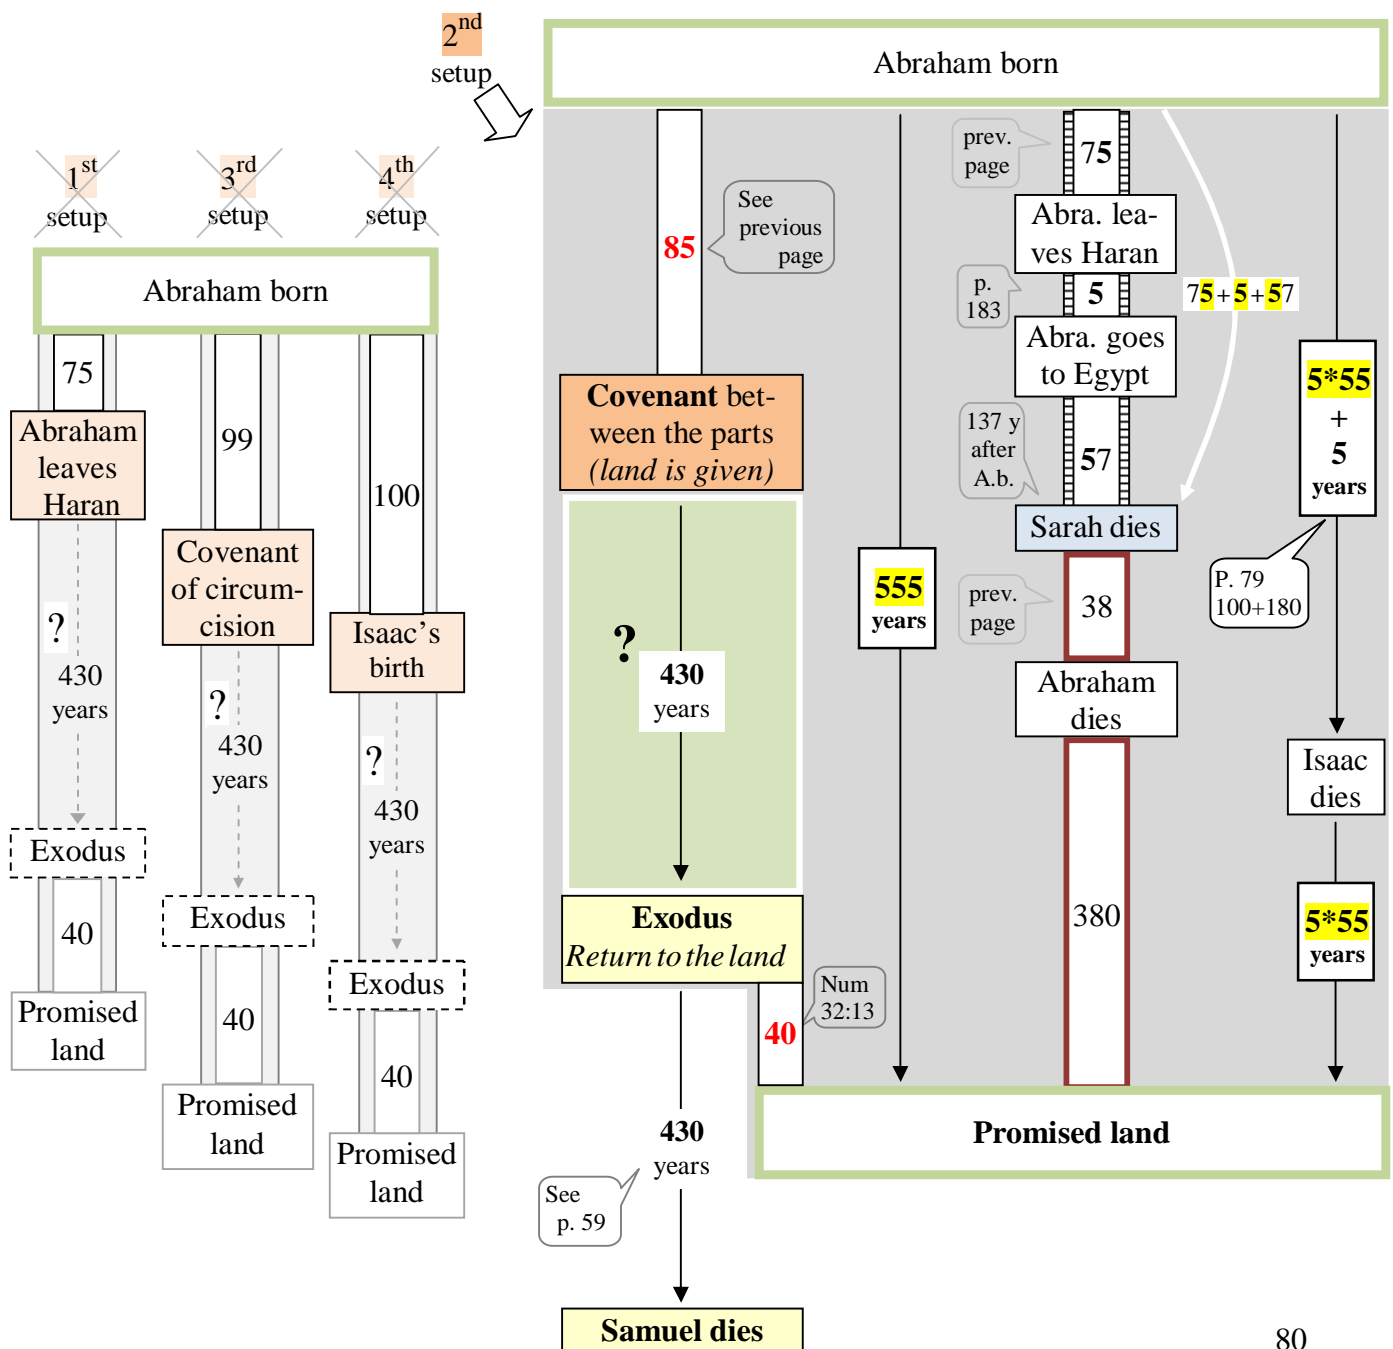 2nd
setup
1st
setup
3rd
setup
4th
setup
Abraham born
75
Abraham
leaves
Haran
?
430
years
Exodus
40
Promised
land
99
Covenant
of circum-
cision
?
430
years
Exodus
40
Promised
land
100
Isaac’s
birth
?
430
years
Exodus
40
Promised
land
Abraham born
85
See
previous
page
Covenant bet-
ween the parts
(land is given)
?
430
years
Exodus
Return to the land
Num
32:13
40
430
years
See
p. 59
Samuel dies
555
years
prev.
page
75
Abra. lea-
ves Haran
p.
183
5
Abra. goes
to Egypt
137 y
after
A.b.
57
75+5+57
Sarah dies
prev.
page
38
Abraham
dies
380
5*55
+
5
years
P. 79
100+180
Isaac
dies
5*55
years
Promised land
80